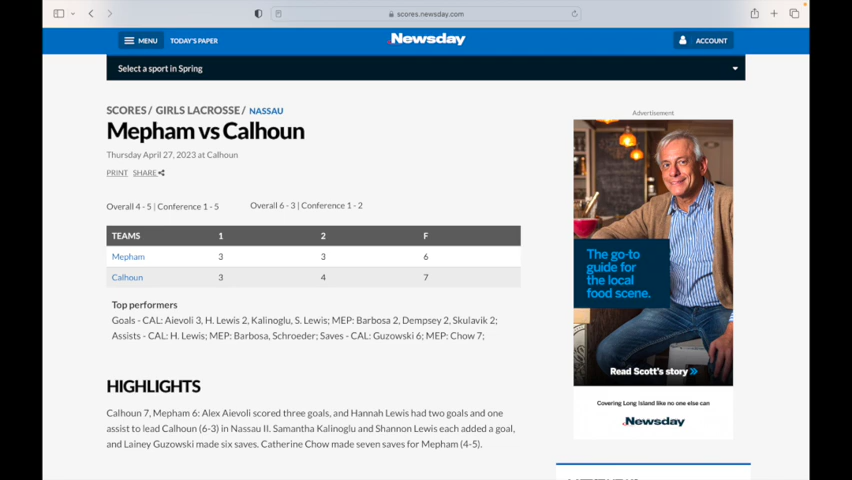 scores.newsday.com
MENU
TODAY'S PAPER
Newsday
ACCOUNT
Select a sport in Spring
SCORES/ GIRLS LACROSSE/ NASSAU
Mepham vs Calhoun
Thursday April 27, 2023 at Calhoun
PRINT SHARE
Overall 4 - 5 | Conference 1 - 5 Overall 6 - 3 | Conference 1 - 2
TEAMS 1 2 F
Mepham 3 3 6
Calhoun 3 4 7
Top performers
Goals - CAL: Aievoli 3, H. Lewis 2, Kalinoglu, S. Lewis; MEP: Barbosa 2, Dempsey 2, Skulavik 2;
Assists - CAL: H. Lewis; MEP: Barbosa, Schroeder; Saves - CAL: Guzowski 6; MEP: Chow 7;
HIGHLIGHTS
Calhoun 7, Mepham 6: Alex Aievoli scored three goals, and Hannah Lewis had two goals and one
assist to lead Calhoun (6-3) in Nassau II. Samantha Kalinoglu and Shannon Lewis each added a goal,
and Lainey Guzowski made six saves. Catherine Chow made seven saves for Mepham (4-5).
Advertisement
The go-to
guide for
the local
food scene.
Read Scott's story
Covering Long Island like no one else can
Newsday